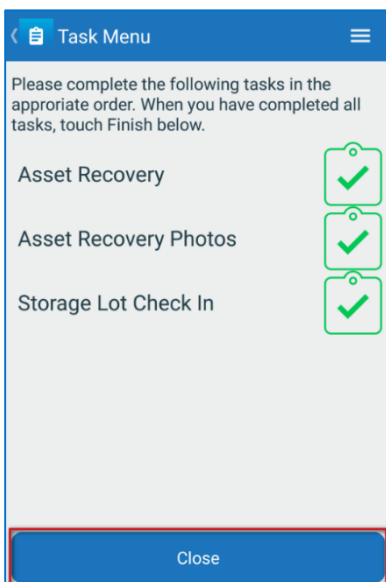 Task Menu
Please complete the following tasks in the
approriate order. When you have completed all
tasks, touch Finish below.
Asset Recovery
Asset Recovery Photos
Storage Lot Check In
Close